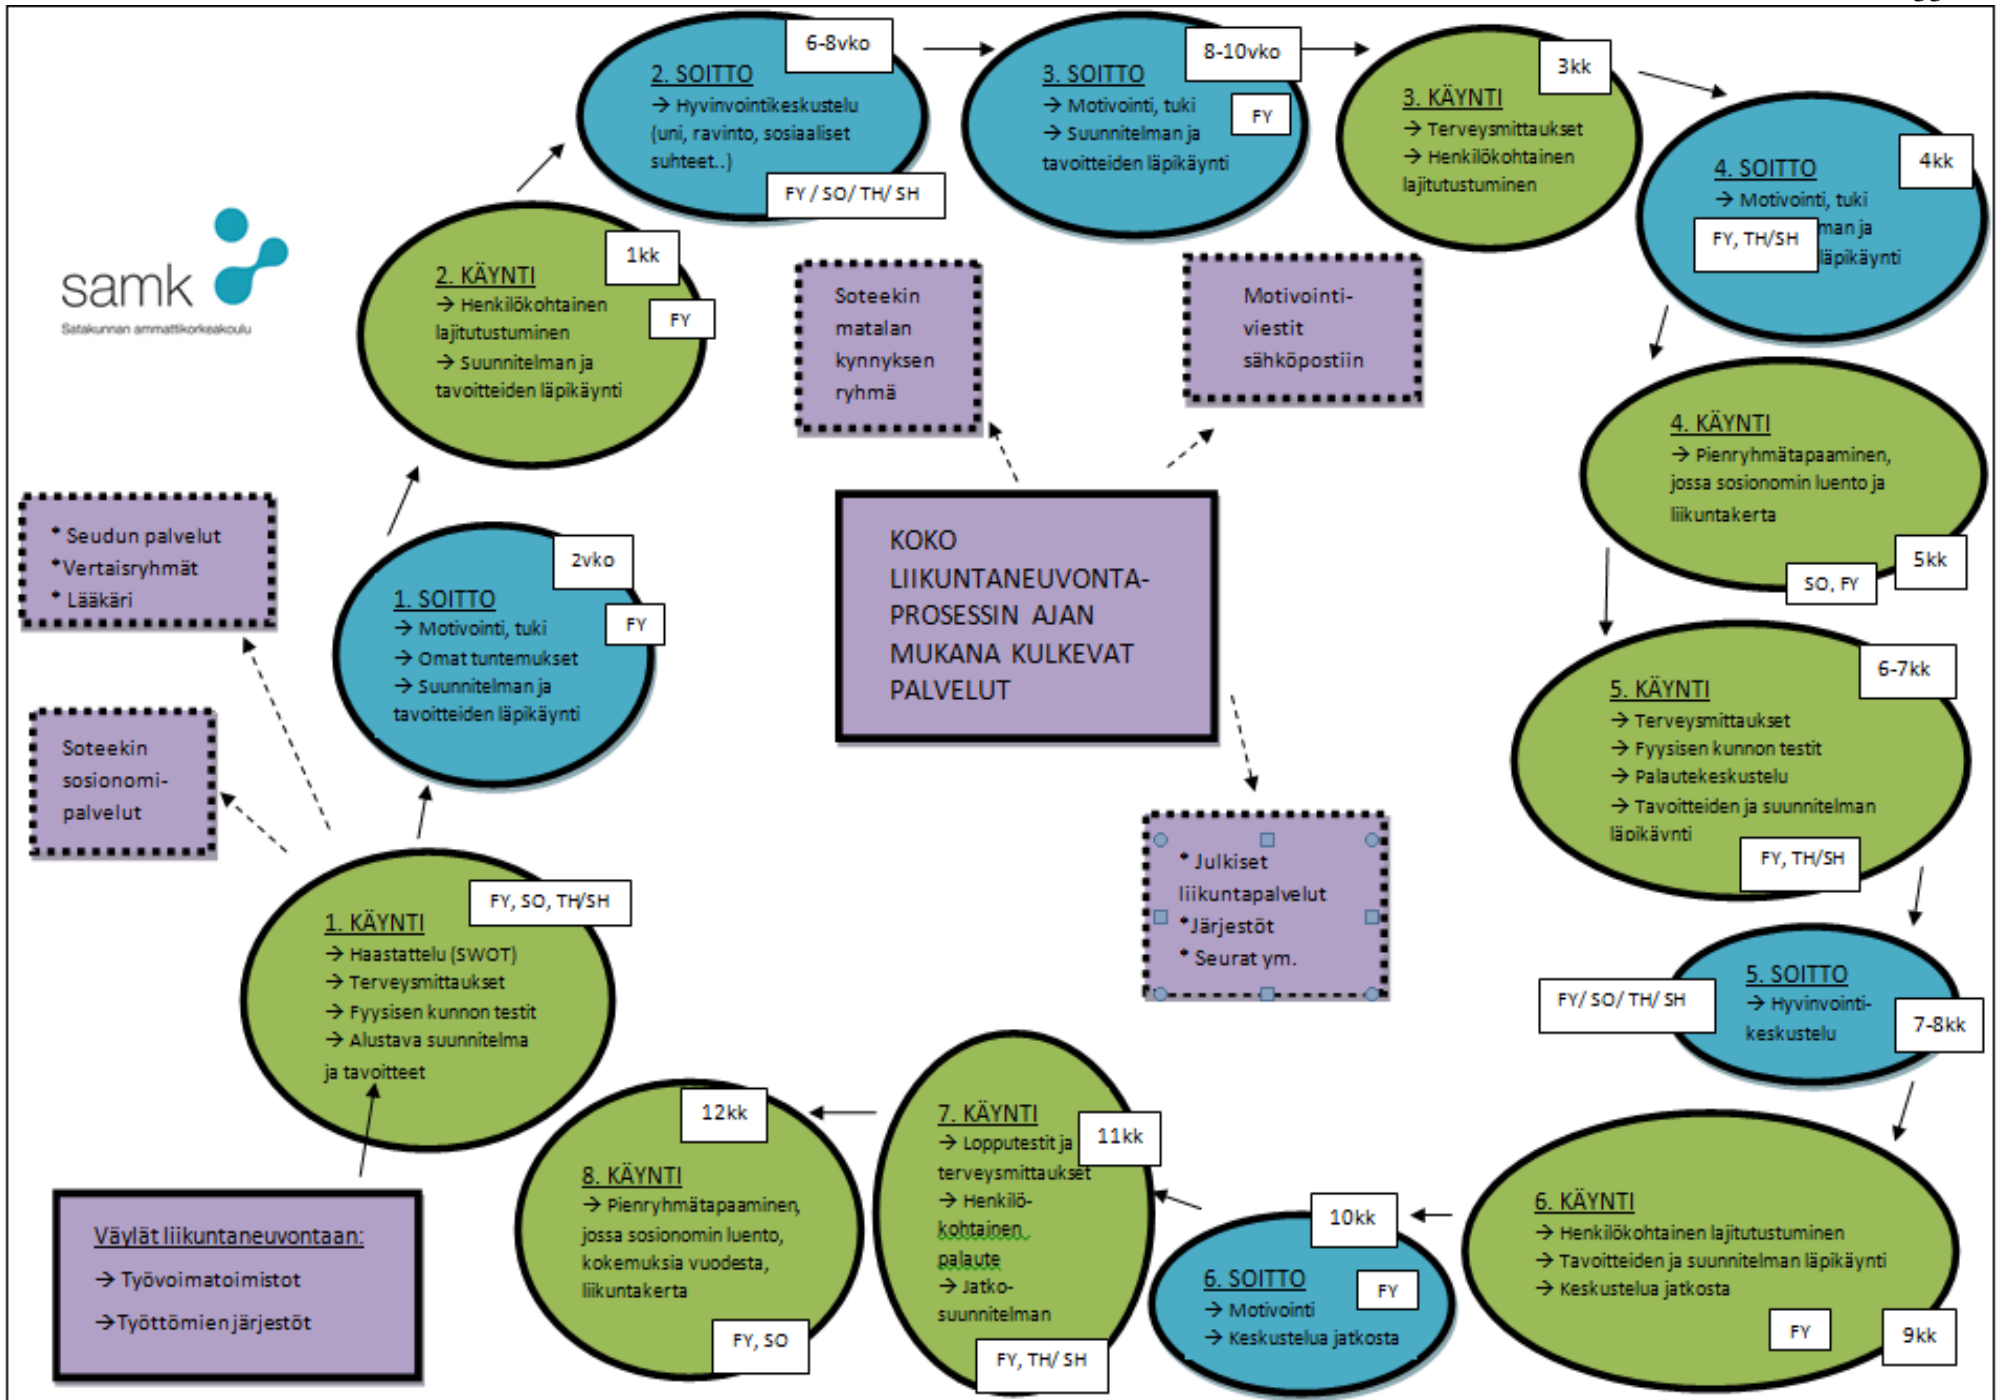 samk
Satakunnan ammattikorkeakoulu
Väylät liikuntaneuvontaan:
→ Työvoimatoimistot
→Työttömien järjestöt
FY, SO, TH/SH
1. KÄYNTI
→ Haastattelu (SWOT)
→ Terveysmittaukset
→ Fyysisen kunnon testit
→ Alustava suunnitelma
ja tavoitteet
Soteekin
sosionomi-
palvelut
* Seudun palvelut
*Vertaisryhmät
* Lääkäri
2vko
1. SOITTO
FY
→ Motivointi, tuki
→ Omat tuntemukset
→ Suunnitelman ja
tavoitteiden läpikäynti
1kk
2. KÄYNTI
→ Henkilökohtainen
FY
lajitutustuminen
→ Suunnitelman ja
tavoitteiden läpikäynti
6-8vko
2. SOITTO
→ Hyvinvointikeskustelu
(uni, ravinto, sosiaaliset
suhteet..)
FY / SO/ TH/ SH
8-10vko
3. SOITTO
→ Motivointi, tuki
FY
→ Suunnitelman ja
tavoitteiden läpikäynti
3kk
3. KÄYNTI
→ Terveysmittaukset
→ Henkilökohtainen
lajitutustuminen
4kk
4. SOITTO
→ Motivointi, tuki
FY, TH/SH
man ja
läpikäynti
4. KÄYNTI
→ Pienryhmätapaaminen,
jossa sosionomin luento ja
liikuntakerta
5kk
SO, FY
6-7kk
5. KÄYNTI
→ Terveysmittaukset
→ Fyysisen kunnon testit
→ Palautekeskustelu
→ Tavoitteiden ja suunnitelman
läpikäynti
FY, TH/SH
5. SOITTO
→ Hyvinvointi-
keskustelu
FY/ SO/ TH/ SH
7-8kk
6. KÄYNTI
→ Henkilökohtainen lajitutustuminen
→ Tavoitteiden ja suunnitelman läpikäynti
→ Keskustelua jatkosta
FY
9kk
10kk
6. SOITTO
FY
→ Motivointi
→ Keskustelua jatkosta
7. KÄYNTI
11kk
→ Lopputestit ja
terveysmittaukset
→ Henkilö-
kohtainen
palaute
→ Jatko-
suunnitelman
FY, TH/ SH
12kk
8. KÄYNTI
→ Pienryhmätapaaminen,
jossa sosionomin luento,
kokemuksia vuodesta,
liikuntakerta
FY, SO
Soteekin
matalan
kynnyksen
ryhmä
Motivointi-
viestit
sähköpostiin
KOKO
LIIKUNTANEUVONTA-
PROSESSIN AJAN
MUKANA KULKEVAT
PALVELUT
* Julkiset
liikuntapalvelut
*Järjestöt
* Seurat ym.